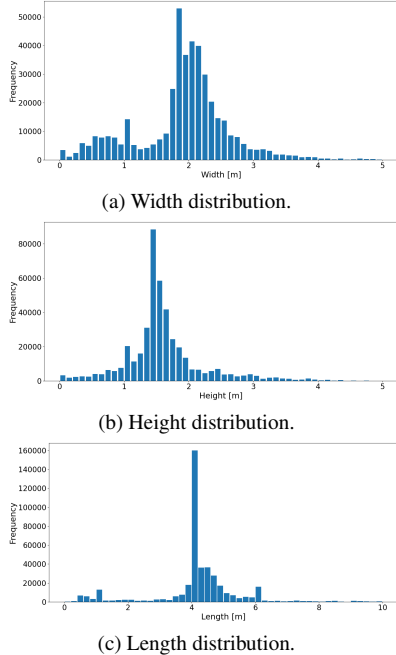 50000
40000
30000
20000
10000
0
Frequency
0 1 2 3 4 5
Width [m]
(a) Width distribution.
80000
60000
40000
20000
0
Frequency
0 1 2 3 4 5
Height [m]
(b) Height distribution.
160000
140000
120000
100000
80000
60000
40000
20000
0
Frequency
0 2 4 6 8 10
Length [m]
(c) Length distribution.